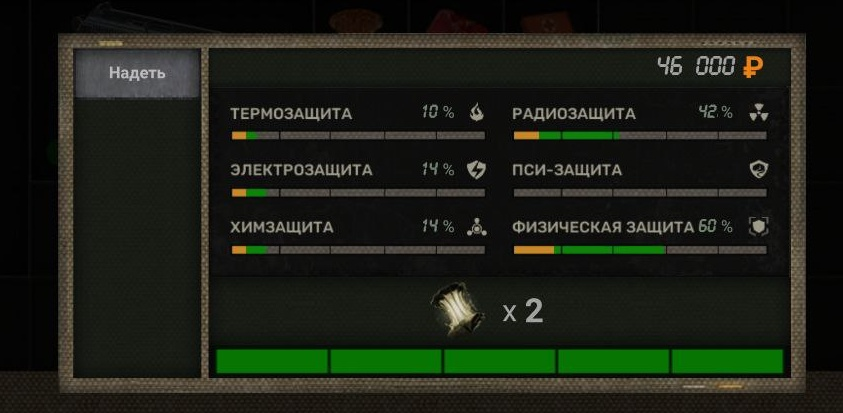 Надеть
46 000 ₽
ТЕРМОЗАЩИТА 10 %
РАДИОЗАЩИТА 42 %
ЭЛЕКТРОЗАЩИТА 14 %
ПСИ-ЗАЩИТА
ХИМЗАЩИТА 14 %
ФИЗИЧЕСКАЯ ЗАЩИТА 60 %
x 2